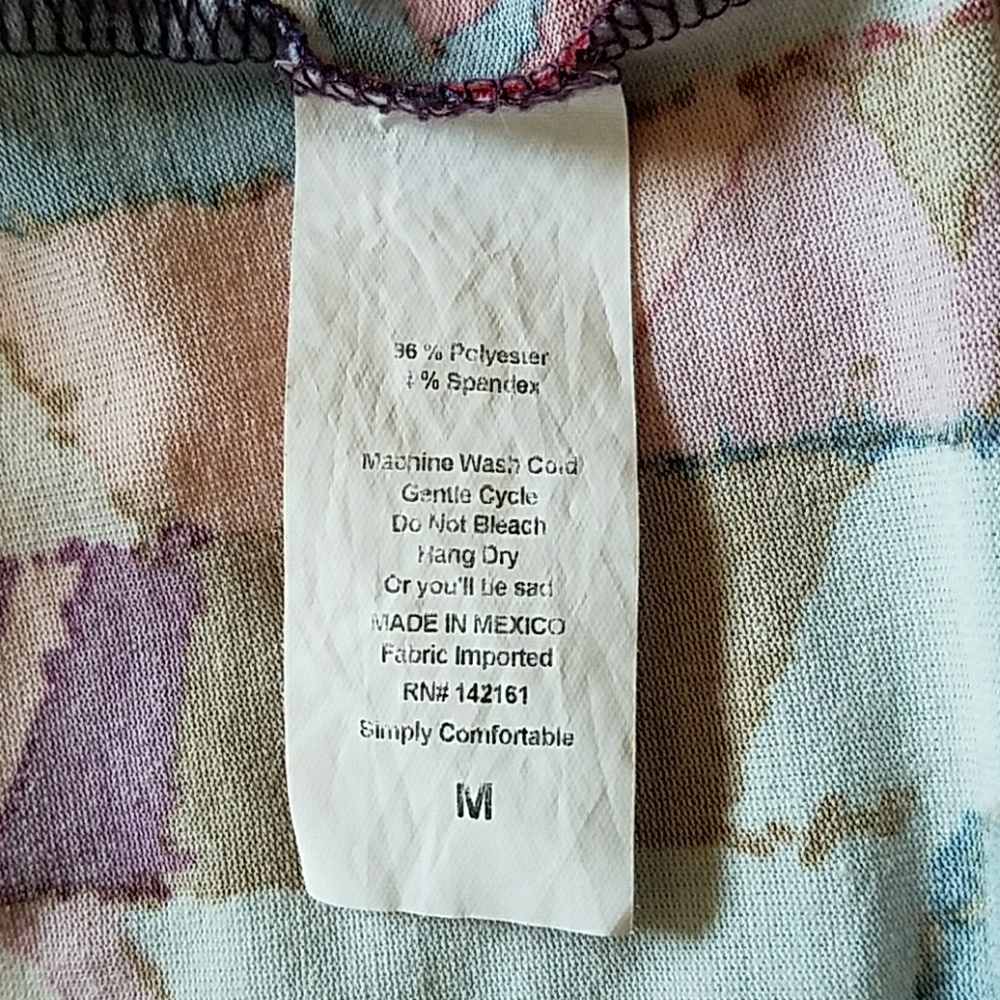 96 % Polyester
% Spandex
Machine Wash Cold
Gentle Cycle
Do Not Bleach
Hang Dry
Or you'll be sad
MADE IN MEXICO
Fabric Imported
RN# 142161
Simply Comfortable
M